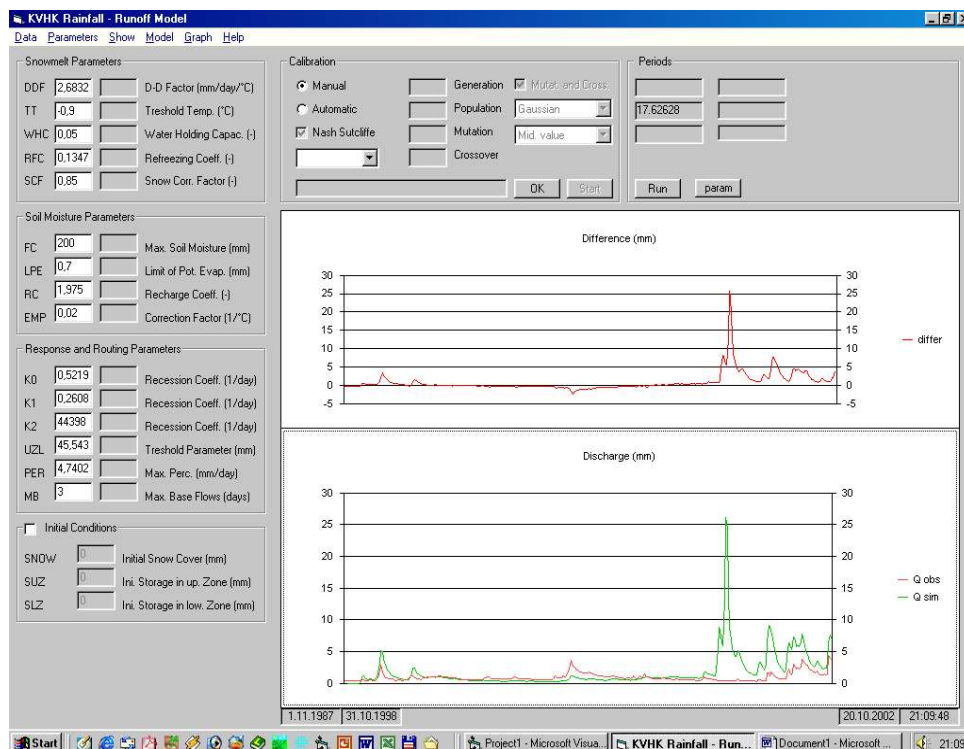 KVHK Rainfall - Runoff Model
Data Parameters Show Model Graph Help
Snowmelt Parameters
DDF 2,6832 D-D Factor (mm/day/°C)
TT -0,9 Treshold Temp. (°C)
WHC 0,05 Water Holding Capac. (-)
RFC 0,1347 Refreezing Coeff. (-)
SCF 0,85 Snow Corr. Factor (-)
Soil Moisture Parameters
FC 200 Max. Soil Moisture (mm)
LPE 0,7 Limit of Pot. Evap. (mm)
RC 1,975 Recharge Coeff. (-)
EMP 0,02 Correction Factor (1/°C)
Response and Routing Parameters
K0 0,5219 Recession Coeff. (1/day)
K1 0,2608 Recession Coeff. (1/day)
K2 44398 Recession Coeff. (1/day)
UZL 45,543 Treshold Parameter (mm)
PER 4,7402 Max. Perc. (mm/day)
MB 3 Max. Base Flows (days)
Initial Conditions
SNOW 0 Initial Snow Cover (mm)
SUZ 0 Ini. Storage in up. Zone (mm)
SLZ 0 Ini. Storage in low. Zone (mm)
Calibration
Manual Generation Mutat. and Cross.
Automatic Population Gaussian
Nash Sutcliffe Mutation Mid. value
Crossover
OK Start
Periods
17.62628
Run param
Difference (mm)
30 30
25 25
20 20
15 15
10 10
5 5
0 0
-5 -5
differ
Discharge (mm)
30 30
25 25
20 20
15 15
10 10
5 5
0 0
Q obs
Q sim
1.11.1987 31.10.1998 20.10.2002 21:09:48
Start Project1 - Microsoft Visua... KVHK Rainfall - Run... Document1 - Microsoft ... 21:09